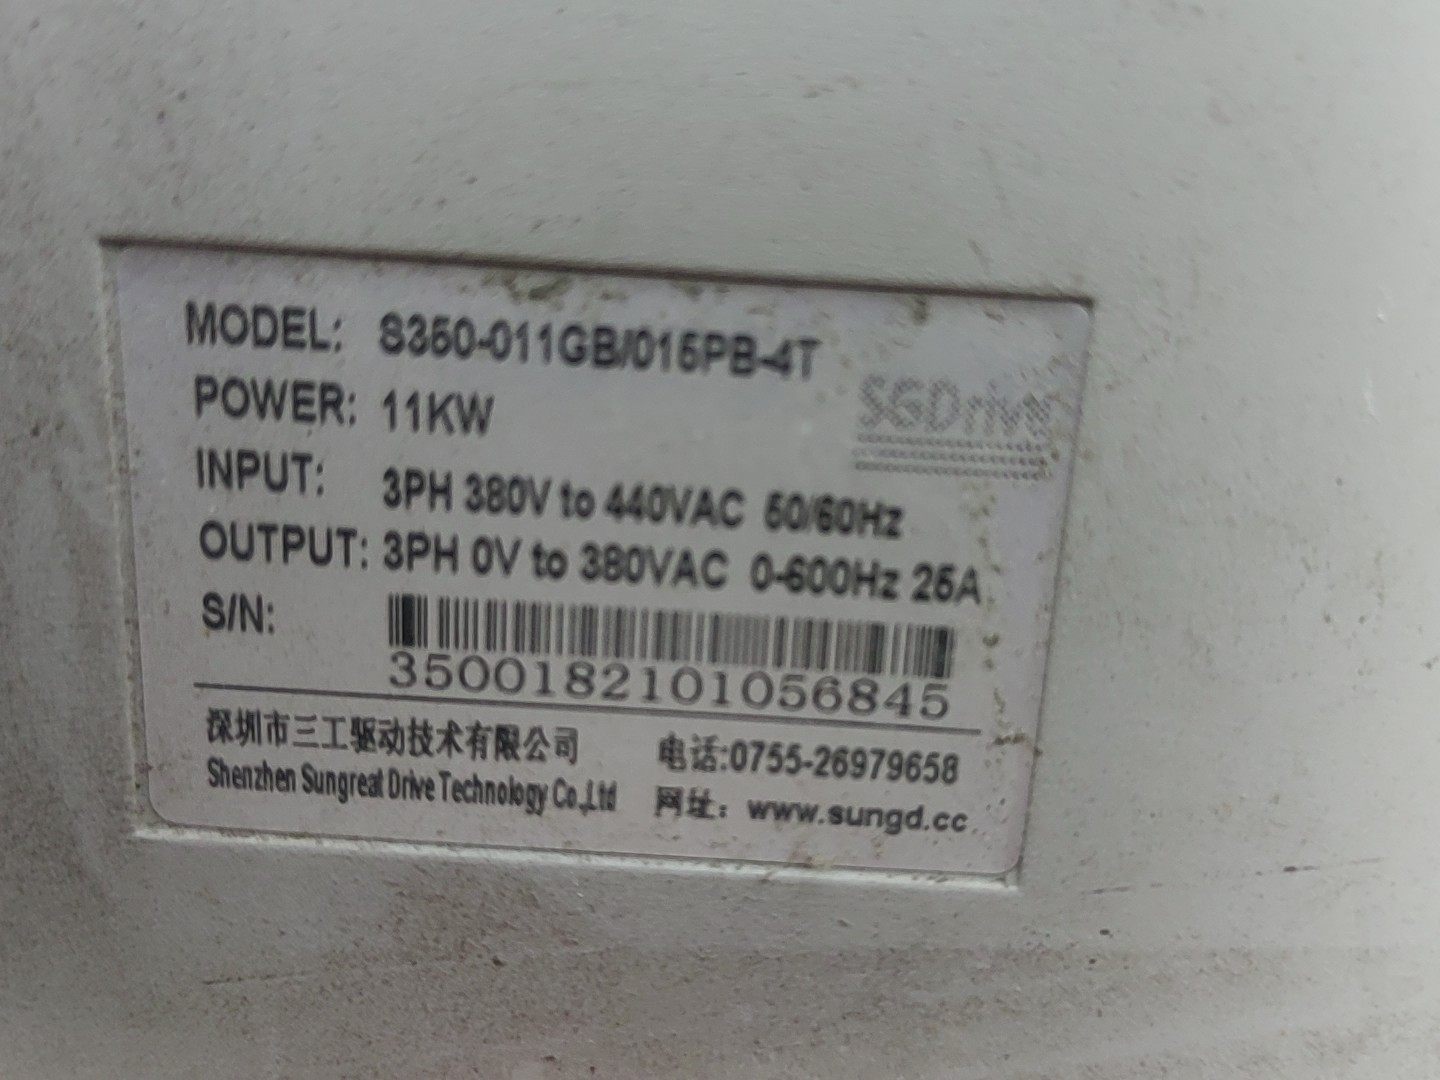 MODEL: S350-011GB/015PB-4T
SGDrive
POWER: 11KW
INPUT: 3PH 380V to 440VAC 50/60Hz
OUTPUT: 3PH 0V to 380VAC 0-600Hz 25A
S/N:
3500182101056845
深圳市三工驱动技术有限公司 电话:0755-26979658
Shenzhen Sungreat Drive Technology Co.,Ltd 网址: www.sungd.cc